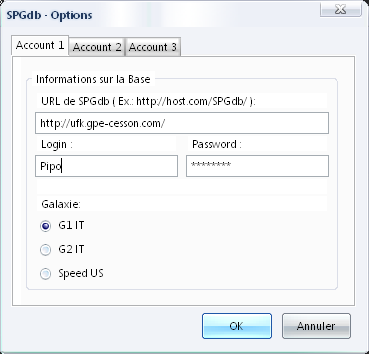 SPGdb - Options
Account 1 Account 2 Account 3
Informations sur la Base
URL de SPGdb ( Ex.: http://host.com/SPGdb/ ):
http://ufk.gpe-cesson.com/
Login : Password :
Pipo ********
Galaxie:
G1 IT
G2 IT
Speed US
OK Annuler